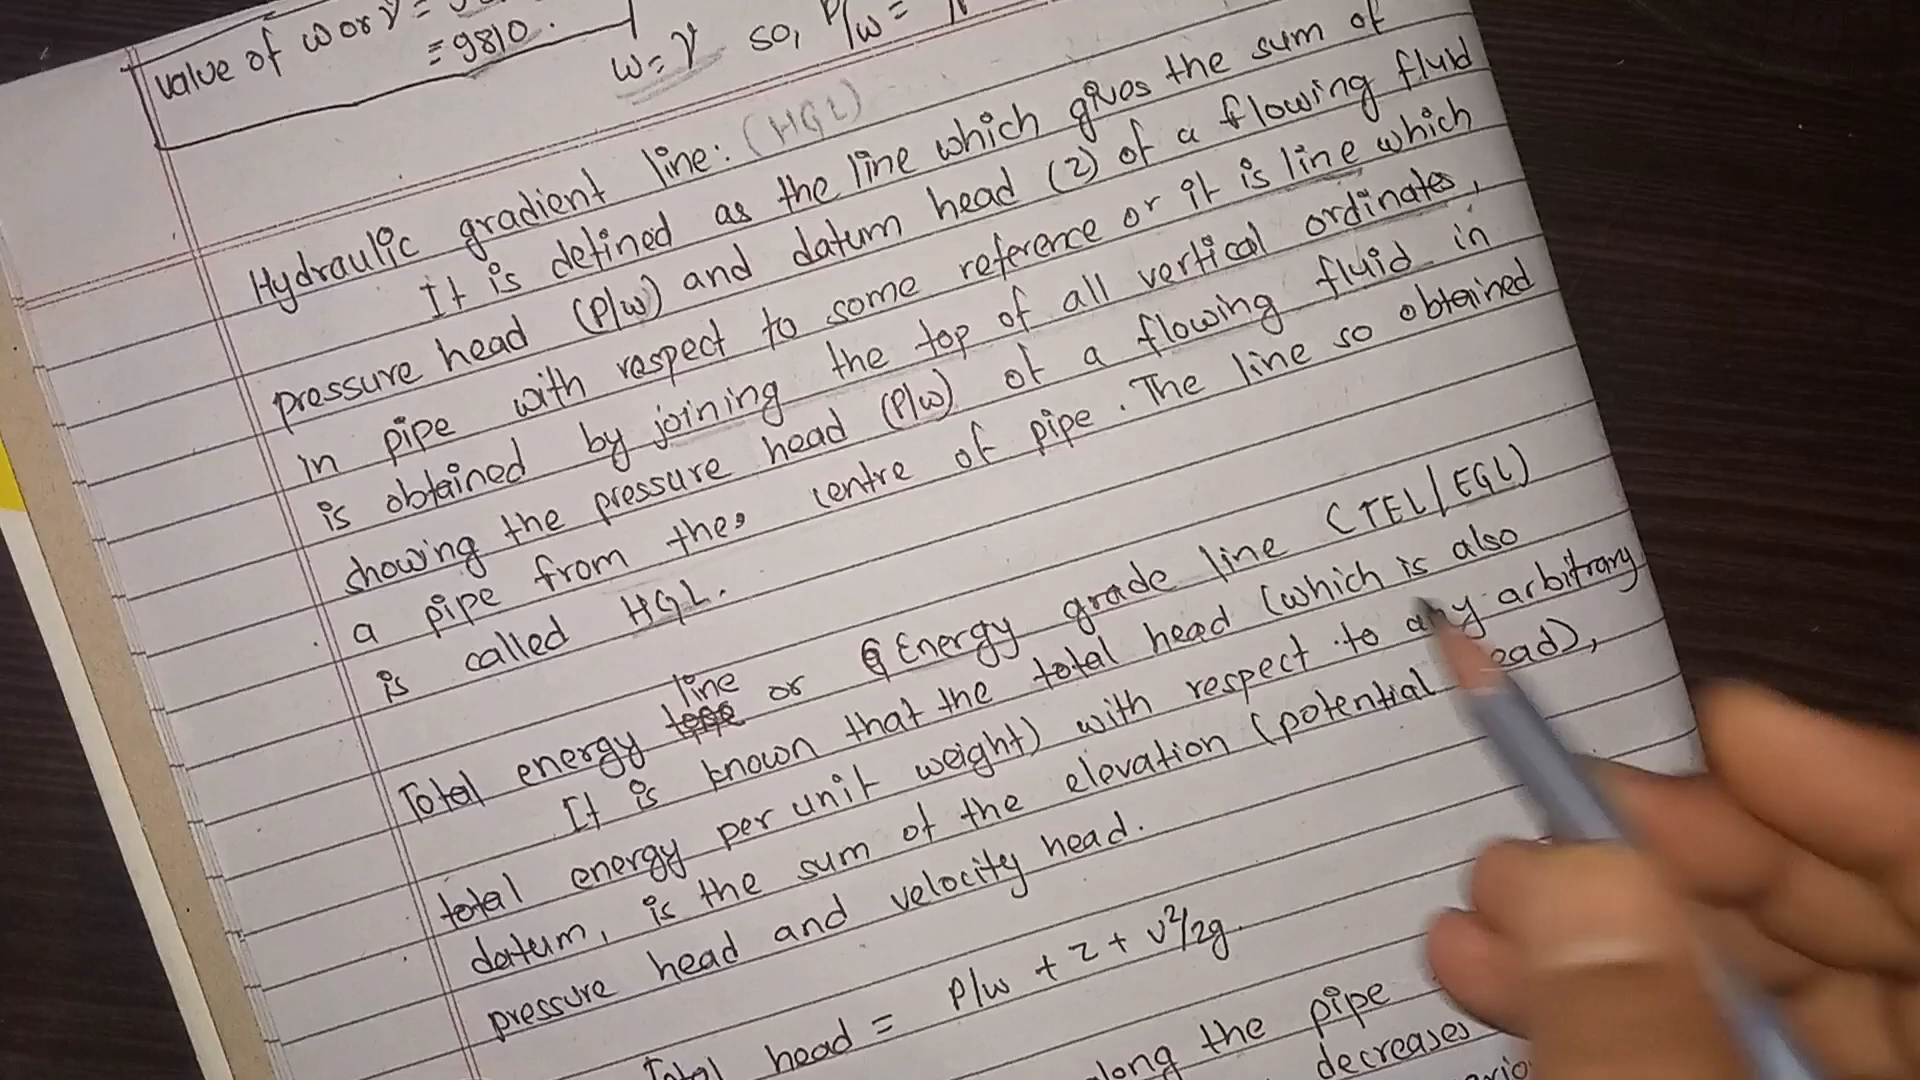 value of w or γ =
= 9810.
w = γ so, P/w =
Hydraulic gradient line: (HGL)
It is defined as the line which gives the sum of
pressure head (P/w) and datum head (z) of a flowing fluid
in pipe with respect to some reference or it is line which
is obtained by joining the top of all vertical ordinates,
showing the pressure head (P/w) of a flowing fluid in
a pipe from the centre of pipe. The line so obtained
is called HGL.
Total energy line or Energy grade line (TEL/EGL)
It is known that the total head (which is also
total energy per unit weight) with respect to any arbitrary
datum, is the sum of the elevation (potential head),
pressure head and velocity head.
Total head = P/w + z + v²/2g.
along the pipe
decreases